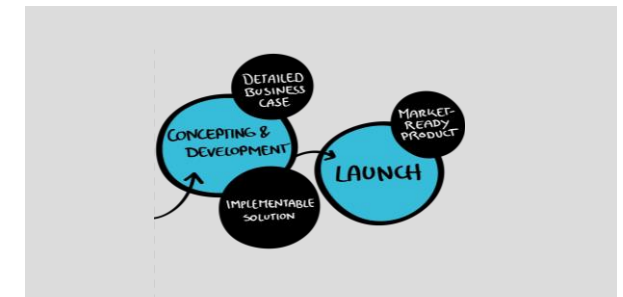 DETAILED
BUSINESS
CASE
CONCEPTING &
DEVELOPMENT
IMPLEMENTABLE
SOLUTION
MARKET-
READY
PRODUCT
LAUNCH